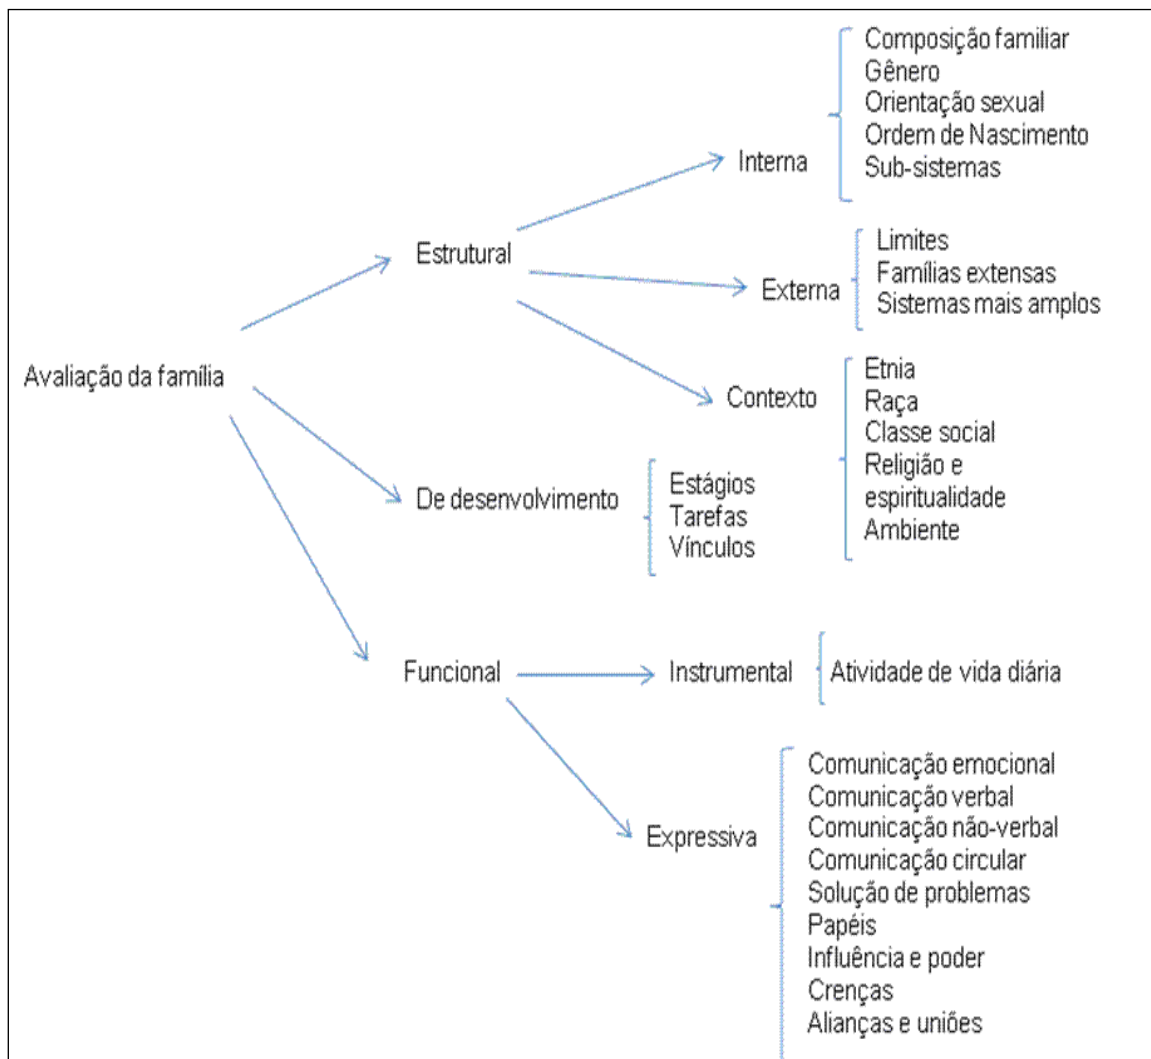 Avaliação da família
Estrutural
Interna
Composição familiar
Gênero
Orientação sexual
Ordem de Nascimento
Sub-sistemas
Externa
Limites
Famílias extensas
Sistemas mais amplos
Contexto
Etnia
Raça
Classe social
Religião e
espiritualidade
Ambiente
De desenvolvimento
Estágios
Tarefas
Vínculos
Funcional
Instrumental
Atividade de vida diária
Expressiva
Comunicação emocional
Comunicação verbal
Comunicação não-verbal
Comunicação circular
Solução de problemas
Papéis
Influência e poder
Crenças
Alianças e uniões